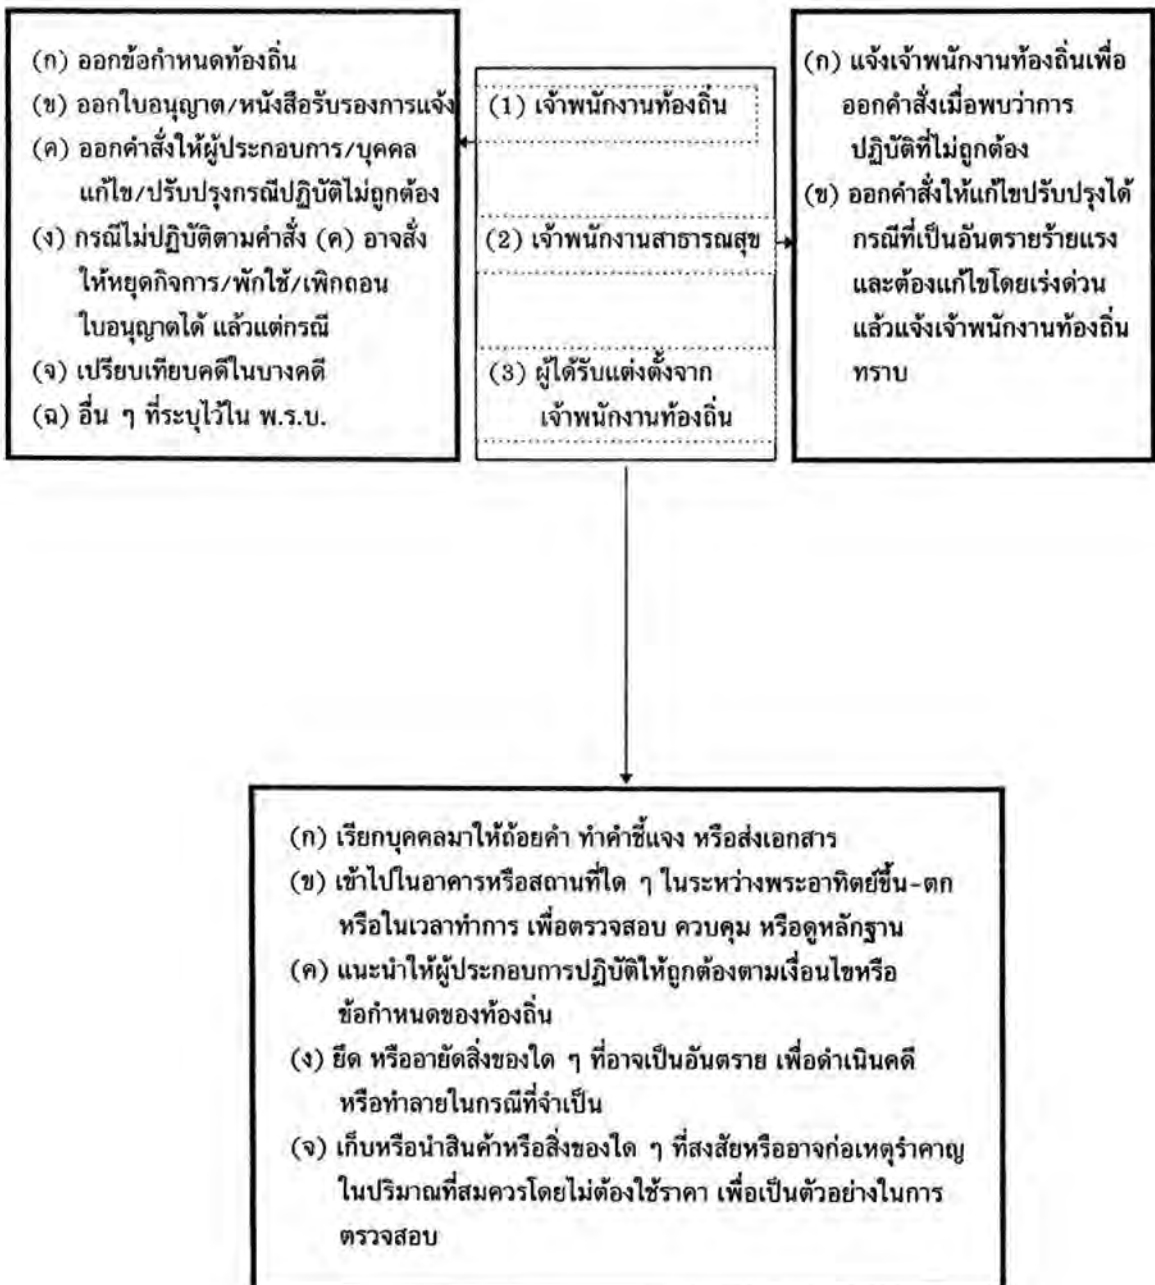 (ก) ออกข้อกำหนดท้องถิ่น
(ข) ออกใบอนุญาต/หนังสือรับรองการแจ้ง
(ค) ออกคำสั่งให้ผู้ประกอบการ/บุคคล
แก้ไข/ปรับปรุงกรณีปฏิบัติไม่ถูกต้อง
(ง) กรณีไม่ปฏิบัติตามคำสั่ง (ค) อาจสั่ง
ให้หยุดกิจการ/พักใช้/เพิกถอน
ใบอนุญาตได้ แล้วแต่กรณี
(จ) เปรียบเทียบคดีในบางคดี
(ฉ) อื่น ๆ ที่ระบุไว้ใน พ.ร.บ.
(1) เจ้าพนักงานท้องถิ่น
(2) เจ้าพนักงานสาธารณสุข
(3) ผู้ได้รับแต่งตั้งจาก
เจ้าพนักงานท้องถิ่น
(ก) แจ้งเจ้าพนักงานท้องถิ่นเพื่อ
ออกคำสั่งเมื่อพบว่าการ
ปฏิบัติที่ไม่ถูกต้อง
(ข) ออกคำสั่งให้แก้ไขปรับปรุงได้
กรณีที่เป็นอันตรายร้ายแรง
และต้องแก้ไขโดยเร่งด่วน
แล้วแจ้งเจ้าพนักงานท้องถิ่น
ทราบ
(ก) เรียกบุคคลมาให้ถ้อยคำ ทำคำชี้แจง หรือส่งเอกสาร
(ข) เข้าไปในอาคารหรือสถานที่ใด ๆ ในระหว่างพระอาทิตย์ขึ้น-ตก
หรือในเวลาทำการ เพื่อตรวจสอบ ควบคุม หรือดูหลักฐาน
(ค) แนะนำให้ผู้ประกอบการปฏิบัติให้ถูกต้องตามเงื่อนไขหรือ
ข้อกำหนดของท้องถิ่น
(ง) ยึด หรืออายัดสิ่งของใด ๆ ที่อาจเป็นอันตราย เพื่อดำเนินคดี
หรือทำลายในกรณีที่จำเป็น
(จ) เก็บหรือนำสินค้าหรือสิ่งของใด ๆ ที่สงสัยหรืออาจก่อเหตุรำคาญ
ในปริมาณที่สมควรโดยไม่ต้องใช้ราคา เพื่อเป็นตัวอย่างในการ
ตรวจสอบ